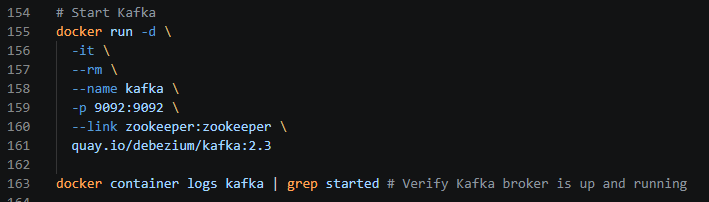 154 # Start Kafka
155 docker run -d \
156   -it \
157   --rm \
158   --name kafka \
159   -p 9092:9092 \
160   --link zookeeper:zookeeper \
161   quay.io/debezium/kafka:2.3
162
163 docker container logs kafka | grep started # Verify Kafka broker is up and running